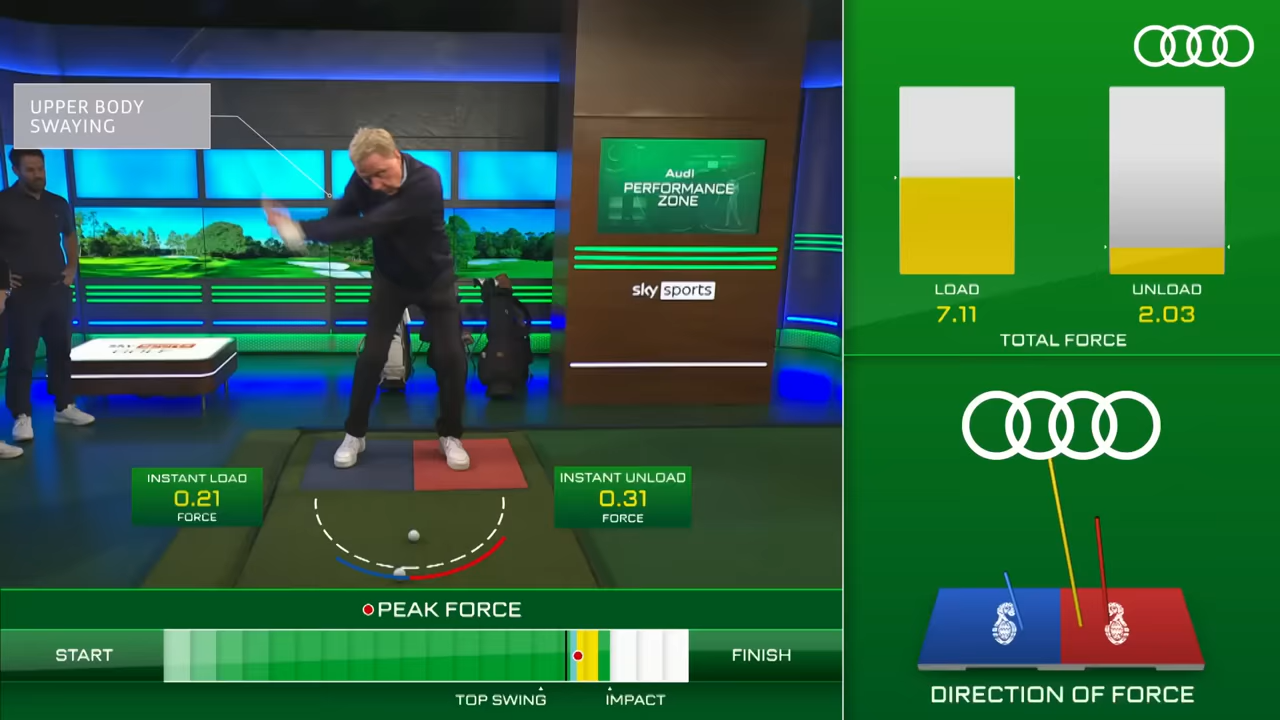 UPPER BODY
SWAYING
Audi
PERFORMANCE
ZONE
sky sports
INSTANT LOAD
0.21
FORCE
INSTANT UNLOAD
0.31
FORCE
PEAK FORCE
START
FINISH
TOP SWING
IMPACT
LOAD
7.11
UNLOAD
2.03
TOTAL FORCE
DIRECTION OF FORCE